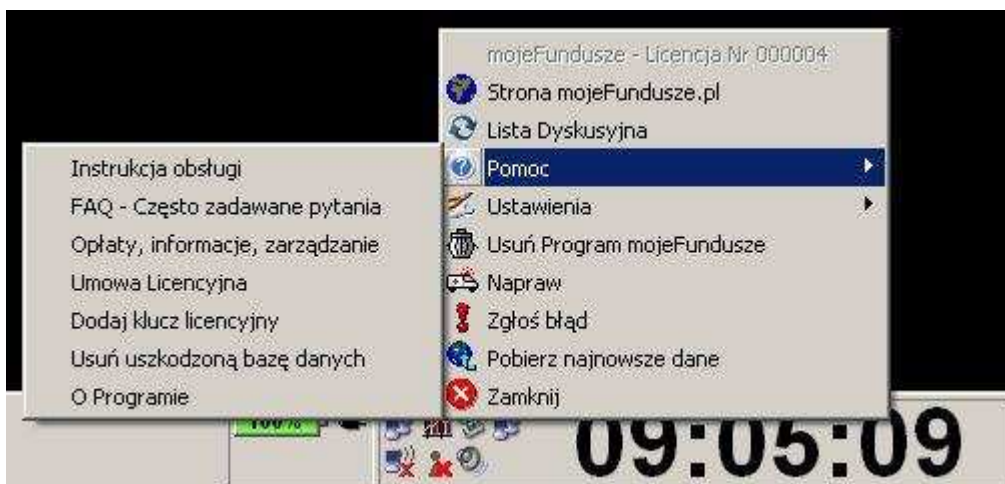 mojeFundusze - Licencja Nr 000004
Strona mojeFundusze.pl
Lista Dyskusyjna
Pomoc
Ustawienia
Usuń Program mojeFundusze
Napraw
Zgłoś błąd
Pobierz najnowsze dane
Zamknij
Instrukcja obsługi
FAQ - Często zadawane pytania
Opłaty, informacje, zarządzanie
Umowa Licencyjna
Dodaj klucz licencyjny
Usuń uszkodzoną bazę danych
O Programie
100%
09:05:09